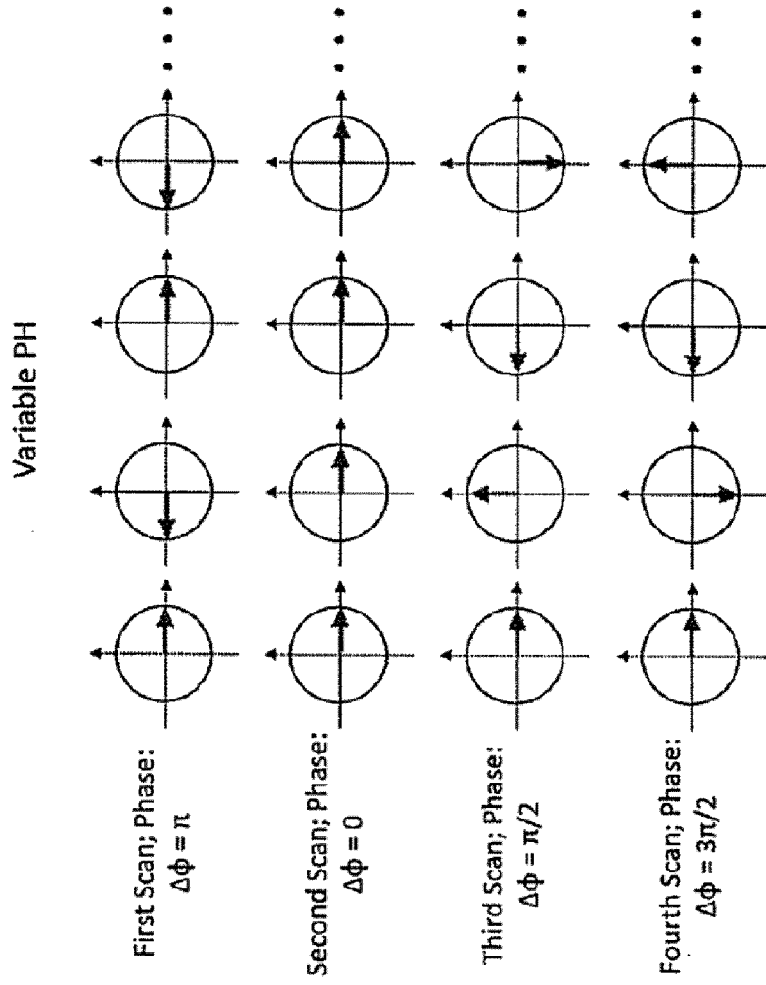 Variable PH
First Scan; Phase:
Δϕ = π
Second Scan; Phase:
Δϕ = 0
Third Scan; Phase:
Δϕ = π/2
Fourth Scan; Phase:
Δϕ = 3π/2